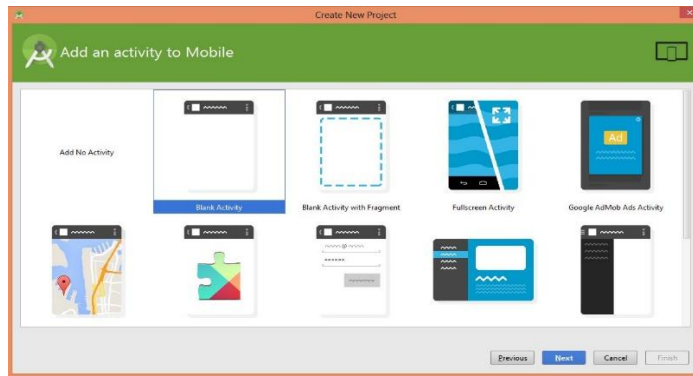 Create New Project
Add an activity to Mobile
Add No Activity
Blank Activity
Blank Activity with Fragment
Fullscreen Activity
Google AdMob Ads Activity
Ad
Previous
Next
Cancel
Finish